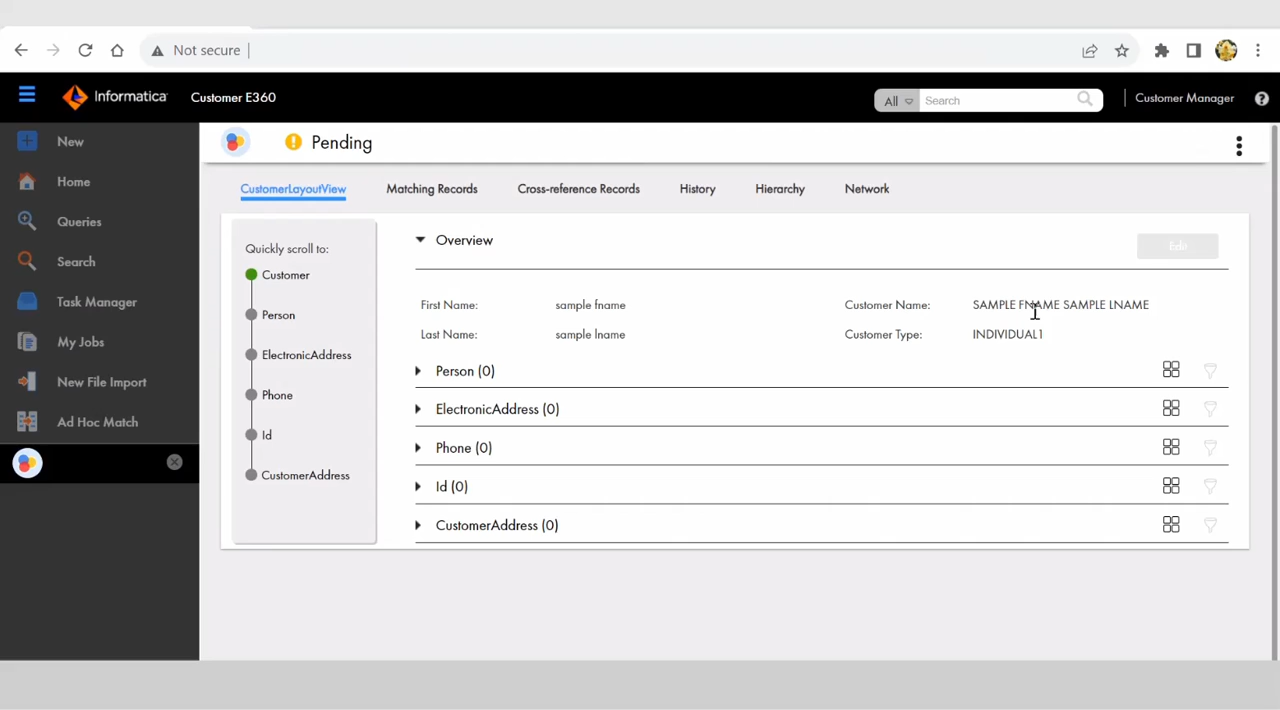 Not secure
Informatica Customer E360 All Search Customer Manager ?
New
Home
Queries
Search
Task Manager
My Jobs
New File Import
Ad Hoc Match
Pending
CustomerLayoutView Matching Records Cross-reference Records History Hierarchy Network
Quickly scroll to:
Customer
Person
ElectronicAddress
Phone
Id
CustomerAddress
Overview Edit
First Name: sample fname Customer Name: SAMPLE FNAME SAMPLE LNAME
Last Name: sample lname Customer Type: INDIVIDUAL1
Person (0)
ElectronicAddress (0)
Phone (0)
Id (0)
CustomerAddress (0)